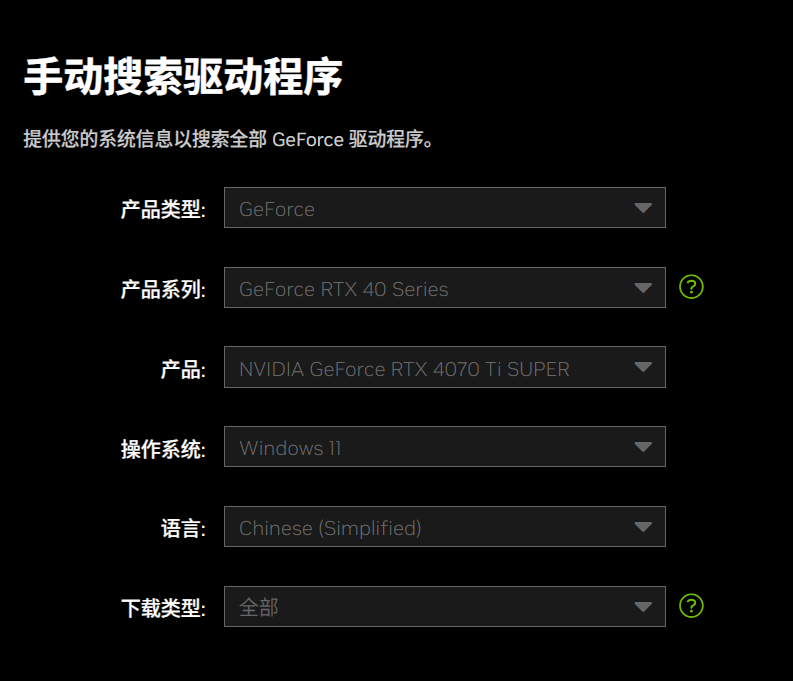 手动搜索驱动程序
提供您的系统信息以搜索全部 GeForce 驱动程序。
产品类型: GeForce
产品系列: GeForce RTX 40 Series ?
产品: NVIDIA GeForce RTX 4070 Ti SUPER
操作系统: Windows 11
语言: Chinese (Simplified)
下载类型: 全部 ?